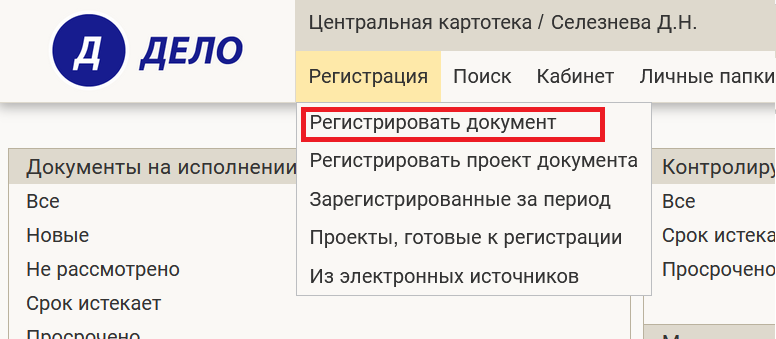 Д ДЕЛО
Центральная картотека / Селезнева Д.Н.
Регистрация Поиск Кабинет Личные папки
Регистрировать документ
Регистрировать проект документа
Зарегистрированные за период
Проекты, готовые к регистрации
Из электронных источников
Документы на исполнении
Все
Новые
Не рассмотрено
Срок истекает
Просрочено
Контролиру
Все
Срок истека
Просрочено